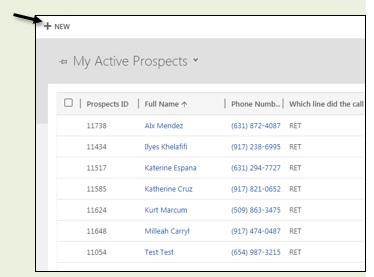 + NEW
My Active Prospects
Prospects ID Full Name ↑ Phone Numb... Which line did the call
11738 Alx Mendez (631) 872-4087 RET
11434 Ilyes Khelafifi (917) 238-6995 RET
11517 Katerine Espana (631) 294-7727 RET
11585 Katherine Cruz (917) 821-0652 RET
11624 Kurt Marcum (509) 863-3475 RET
11648 Milleah Carryl (917) 474-0487 RET
11054 Test Test (654) 987-3215 RET